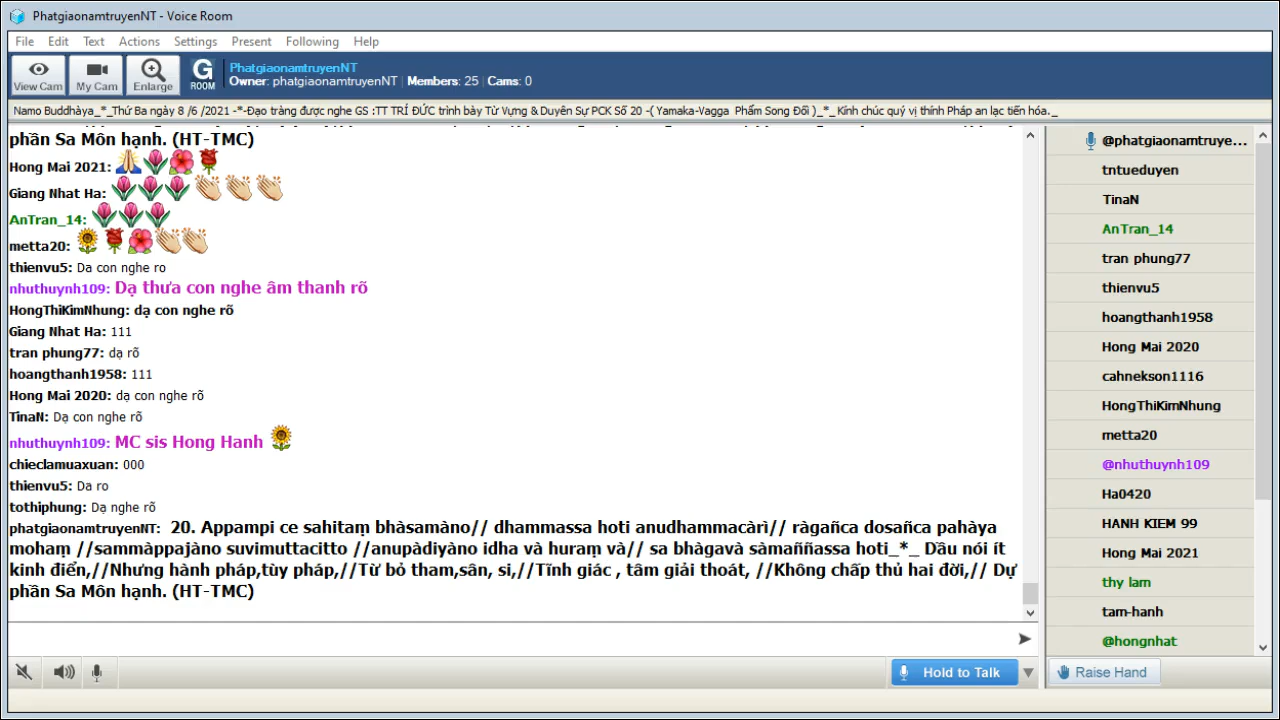 PhatgiaonamtruyenNT - Voice Room
File Edit Text Actions Settings Present Following Help
View Cam
My Cam
Enlarge
G
ROOM
PhatgiaonamtruyenNT
Owner: phatgiaonamtruyenNT | Members: 25 | Cams: 0
Namo Buddhàya_*_Thứ Ba ngày 8 /6 /2021 -*-Đạo tràng được nghe GS :TT TRÍ ĐỨC trình bày Từ Vựng & Duyên Sự PCK Số 20 -( Yamaka-Vagga Phẩm Song Đối )_*_ Kính chúc quý vị thính Pháp an lạc tiến hóa._
phần Sa Môn hạnh. (HT-TMC)
Hong Mai 2021:
Giang Nhat Ha:
AnTran_14:
metta20:
thienvu5: Da con nghe ro
nhuthuynh109: Dạ thưa con nghe âm thanh rõ
HongThiKimNhung: dạ con nghe rõ
Giang Nhat Ha: 111
tran phung77: dạ rõ
hoangthanh1958: 111
Hong Mai 2020: dạ con nghe rõ
TinaN: Dạ con nghe rõ
nhuthuynh109: MC sis Hong Hanh
chieclamuaxuan: 000
thienvu5: Da ro
tothiphung: Dạ nghe rõ
phatgiaonamtruyenNT: 20. Appampi ce sahitaṃ bhàsamàno// dhammassa hoti anudhammacàrì// ràgañca dosañca pahàya
mohaṃ //sammàppajàno suvimuttacitto //anupàdiyàno idha và huraṃ và// sa bhàgavà sàmaññassa hoti_*_ Dầu nói ít
kinh điển,//Nhưng hành pháp,tùy pháp,//Từ bỏ tham,sân, si,//Tĩnh giác , tâm giải thoát, //Không chấp thủ hai đời,// Dự
phần Sa Môn hạnh. (HT-TMC)
@phatgiaonamtruye...
tntueduyen
TinaN
AnTran_14
tran phung77
thienvu5
hoangthanh1958
Hong Mai 2020
cahnekson1116
HongThiKimNhung
metta20
@nhuthuynh109
Ha0420
HANH KIEM 99
Hong Mai 2021
thy lam
tam-hanh
@hongnhat
Hold to Talk
Raise Hand